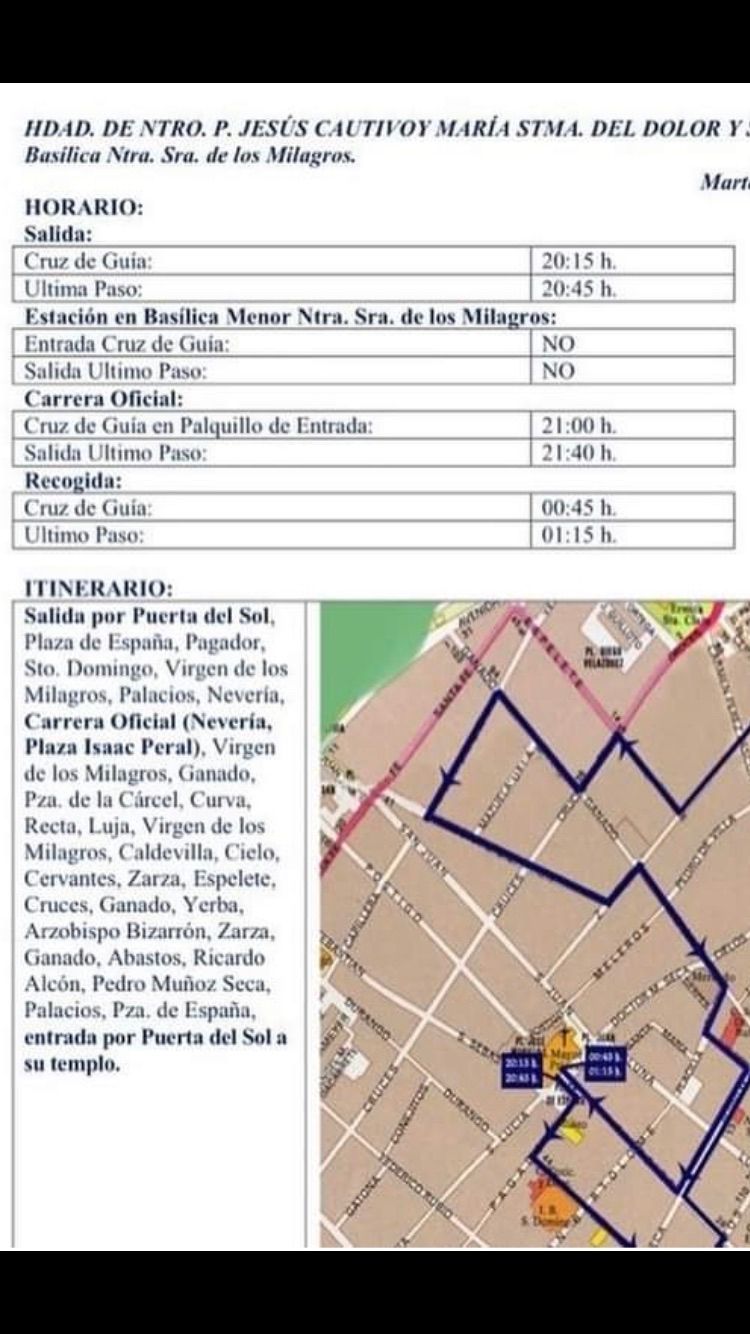 HDAD. DE NTRO. P. JESÚS CAUTIVOY MARÍA STMA. DEL DOLOR Y
Basílica Ntra. Sra. de los Milagros.
HORARIO:
Salida:
Cruz de Guía: 20:15 h.
Ultima Paso: 20:45 h.
Estación en Basílica Menor Ntra. Sra. de los Milagros:
Entrada Cruz de Guía: NO
Salida Ultimo Paso: NO
Carrera Oficial:
Cruz de Guía en Palquillo de Entrada: 21:00 h.
Salida Ultimo Paso: 21:40 h.
Recogida:
Cruz de Guía: 00:45 h.
Ultimo Paso: 01:15 h.
ITINERARIO:
Salida por Puerta del Sol,
Plaza de España, Pagador,
Sto. Domingo, Virgen de los
Milagros, Palacios, Nevería,
Carrera Oficial (Nevería,
Plaza Isaac Peral), Virgen
de los Milagros, Ganado,
Pza. de la Cárcel, Curva,
Recta, Luja, Virgen de los
Milagros, Caldevilla, Cielo,
Cervantes, Zarza, Espelete,
Cruces, Ganado, Yerba,
Arzobispo Bizarrón, Zarza,
Ganado, Abastos, Ricardo
Alcón, Pedro Muñoz Seca,
Palacios, Pza. de España,
entrada por Puerta del Sol a
su templo.
ESPELETE
SANTA FE
GANADO
SAN JUAN
CRUCES
MELEROS
DURANGO
CRUCES
DURANGO
FEDERICO RUBIO
GATONA
20:15 h.
20:45 h.
00:45 h.
01:15 h.